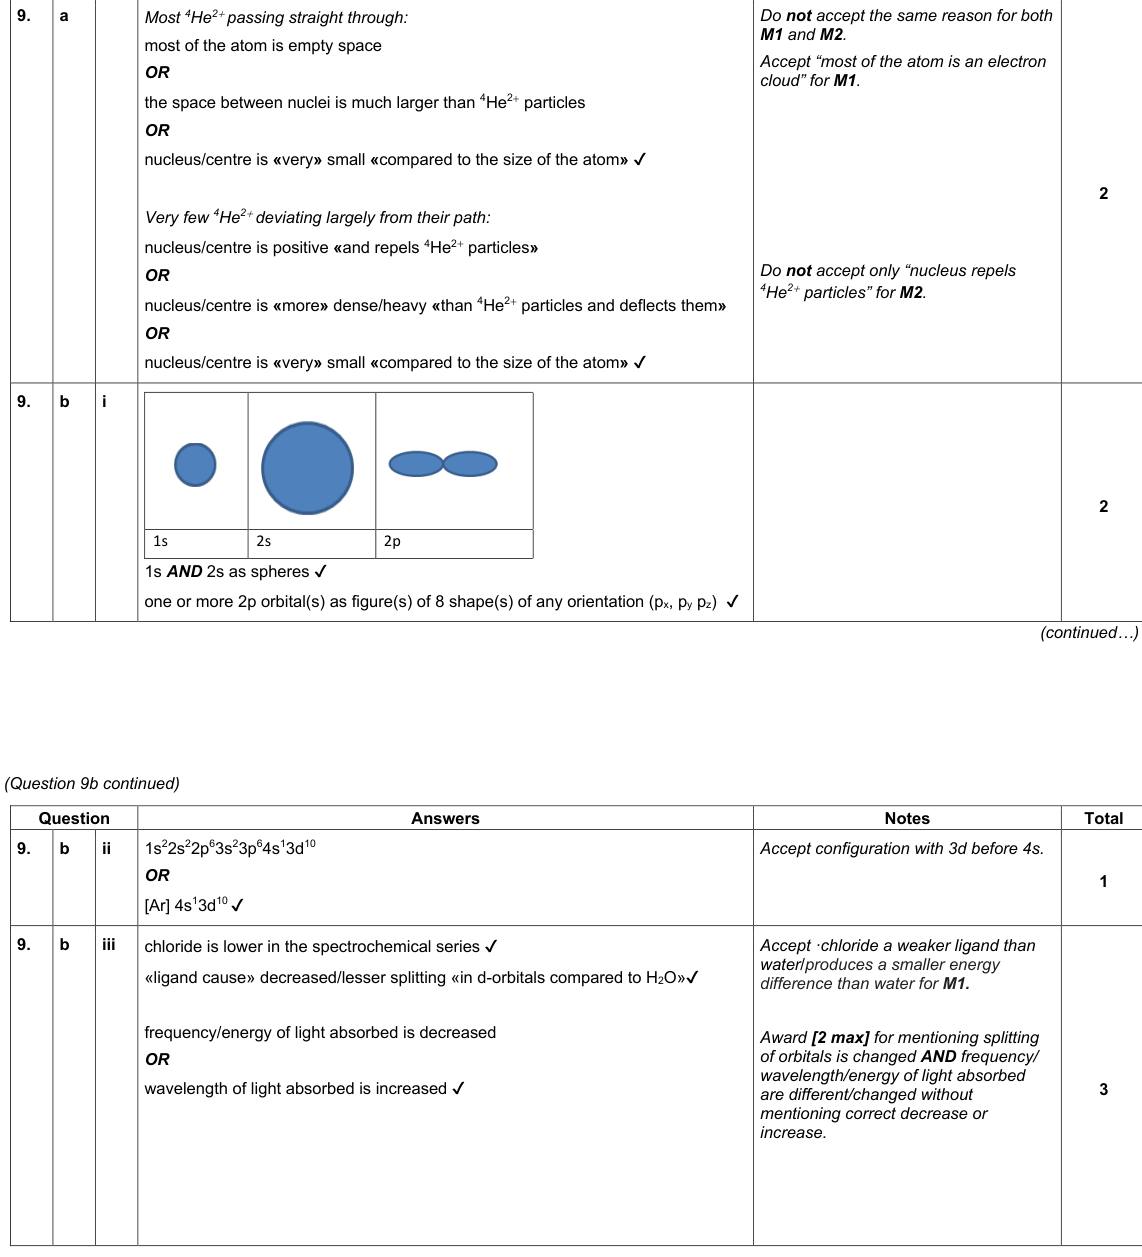 9. a Most ⁴He²⁺ passing straight through:
most of the atom is empty space
OR
the space between nuclei is much larger than ⁴He²⁺ particles
OR
nucleus/centre is «very» small «compared to the size of the atom» ✓
Very few ⁴He²⁺ deviating largely from their path:
nucleus/centre is positive «and repels ⁴He²⁺ particles»
OR
nucleus/centre is «more» dense/heavy «than ⁴He²⁺ particles and deflects them»
OR
nucleus/centre is «very» small «compared to the size of the atom» ✓
Do not accept the same reason for both
M1 and M2.
Accept “most of the atom is an electron
cloud” for M1.
Do not accept only “nucleus repels
⁴He²⁺ particles” for M2.
2
9. b i
1s 2s 2p
1s AND 2s as spheres ✓
one or more 2p orbital(s) as figure(s) of 8 shape(s) of any orientation (pₓ, pᵧ p_z) ✓
2
(continued…)
(Question 9b continued)
Question Answers Notes Total
9. b ii 1s²2s²2p⁶3s²3p⁶4s¹3d¹⁰
OR
[Ar] 4s¹3d¹⁰ ✓
Accept configuration with 3d before 4s.
1
9. b iii chloride is lower in the spectrochemical series ✓
«ligand cause» decreased/lesser splitting «in d-orbitals compared to H₂O»✓
frequency/energy of light absorbed is decreased
OR
wavelength of light absorbed is increased ✓
Accept ·chloride a weaker ligand than
water/produces a smaller energy
difference than water for M1.
Award [2 max] for mentioning splitting
of orbitals is changed AND frequency/
wavelength/energy of light absorbed
are different/changed without
mentioning correct decrease or
increase.
3